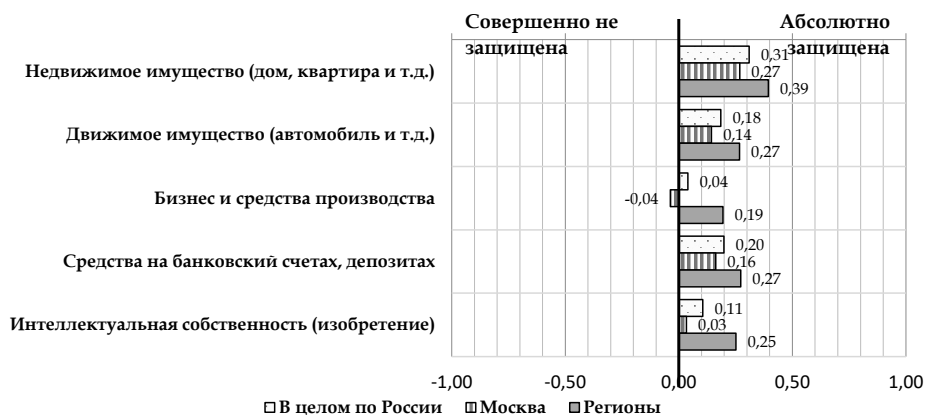 Совершенно не
защищена
Абсолютно
защищена
Недвижимое имущество (дом, квартира и т.д.)
0,31
0,27
0,39
Движимое имущество (автомобиль и т.д.)
0,18
0,14
0,27
Бизнес и средства производства
0,04
-0,04
0,19
Средства на банковский счетах, депозитах
0,20
0,16
0,27
Интеллектуальная собственность (изобретение)
0,11
0,03
0,25
-1,00 -0,50 0,00 0,50 1,00
В целом по России Москва Регионы